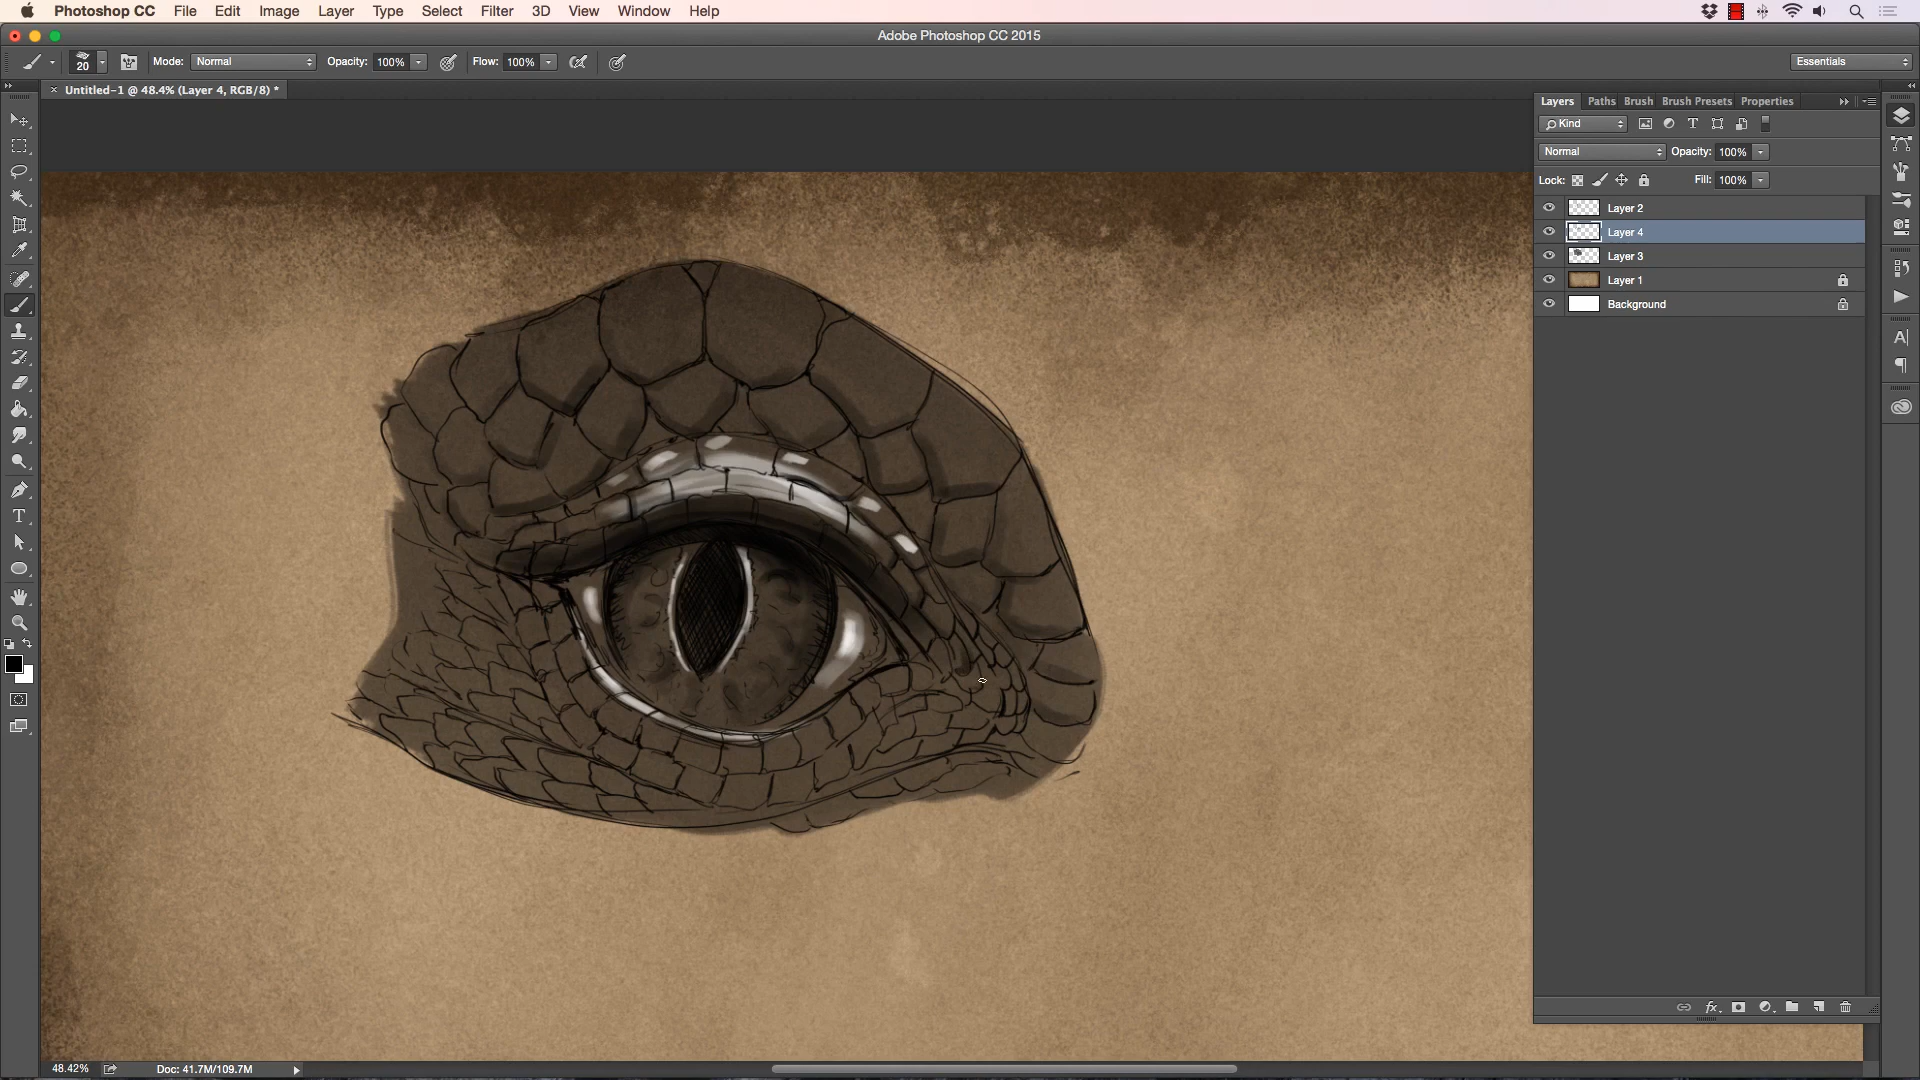 Photoshop CC File Edit Image Layer Type Select Filter 3D View Window Help
Adobe Photoshop CC 2015
20 Mode: Normal Opacity: 100% Flow: 100% Essentials
Untitled-1 @ 48.4% (Layer 4, RGB/8) *
Layers Paths Brush Brush Presets Properties
Kind
Normal Opacity: 100%
Lock: Fill: 100%
Layer 2
Layer 4
Layer 3
Layer 1
Background
48.42% Doc: 41.7M/109.7M